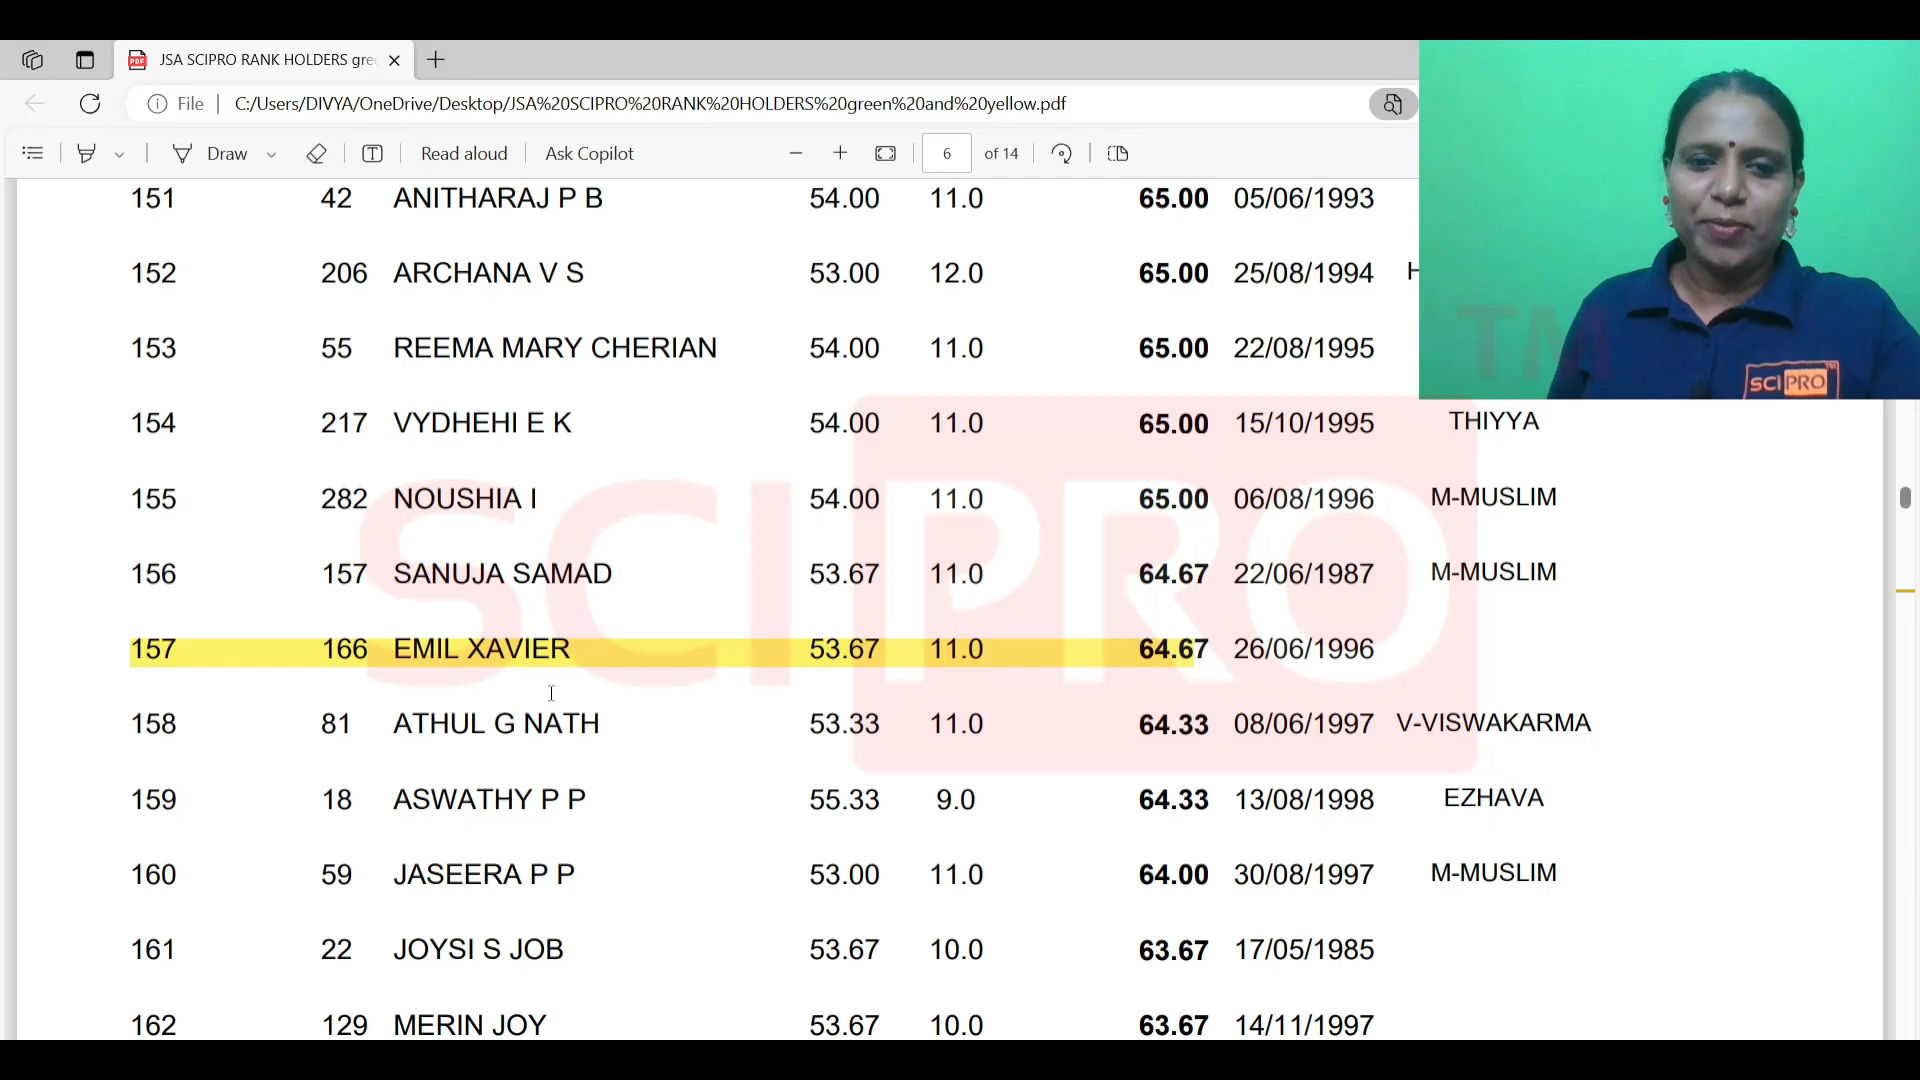 JSA SCIPRO RANK HOLDERS gre
File C:/Users/DIVYA/OneDrive/Desktop/JSA%20SCIPRO%20RANK%20HOLDERS%20green%20and%20yellow.pdf
Draw Read aloud Ask Copilot 6 of 14
151 42 ANITHARAJ P B 54.00 11.0 65.00 05/06/1993
152 206 ARCHANA V S 53.00 12.0 65.00 25/08/1994
153 55 REEMA MARY CHERIAN 54.00 11.0 65.00 22/08/1995
154 217 VYDHEHI E K 54.00 11.0 65.00 15/10/1995 THIYYA
155 282 NOUSHIA I 54.00 11.0 65.00 06/08/1996 M-MUSLIM
156 157 SANUJA SAMAD 53.67 11.0 64.67 22/06/1987 M-MUSLIM
157 166 EMIL XAVIER 53.67 11.0 64.67 26/06/1996
158 81 ATHUL G NATH 53.33 11.0 64.33 08/06/1997 V-VISWAKARMA
159 18 ASWATHY P P 55.33 9.0 64.33 13/08/1998 EZHAVA
160 59 JASEERA P P 53.00 11.0 64.00 30/08/1997 M-MUSLIM
161 22 JOYSI S JOB 53.67 10.0 63.67 17/05/1985
162 129 MERIN JOY 53.67 10.0 63.67 14/11/1997
SCIPRO TM
SCIPRO TM